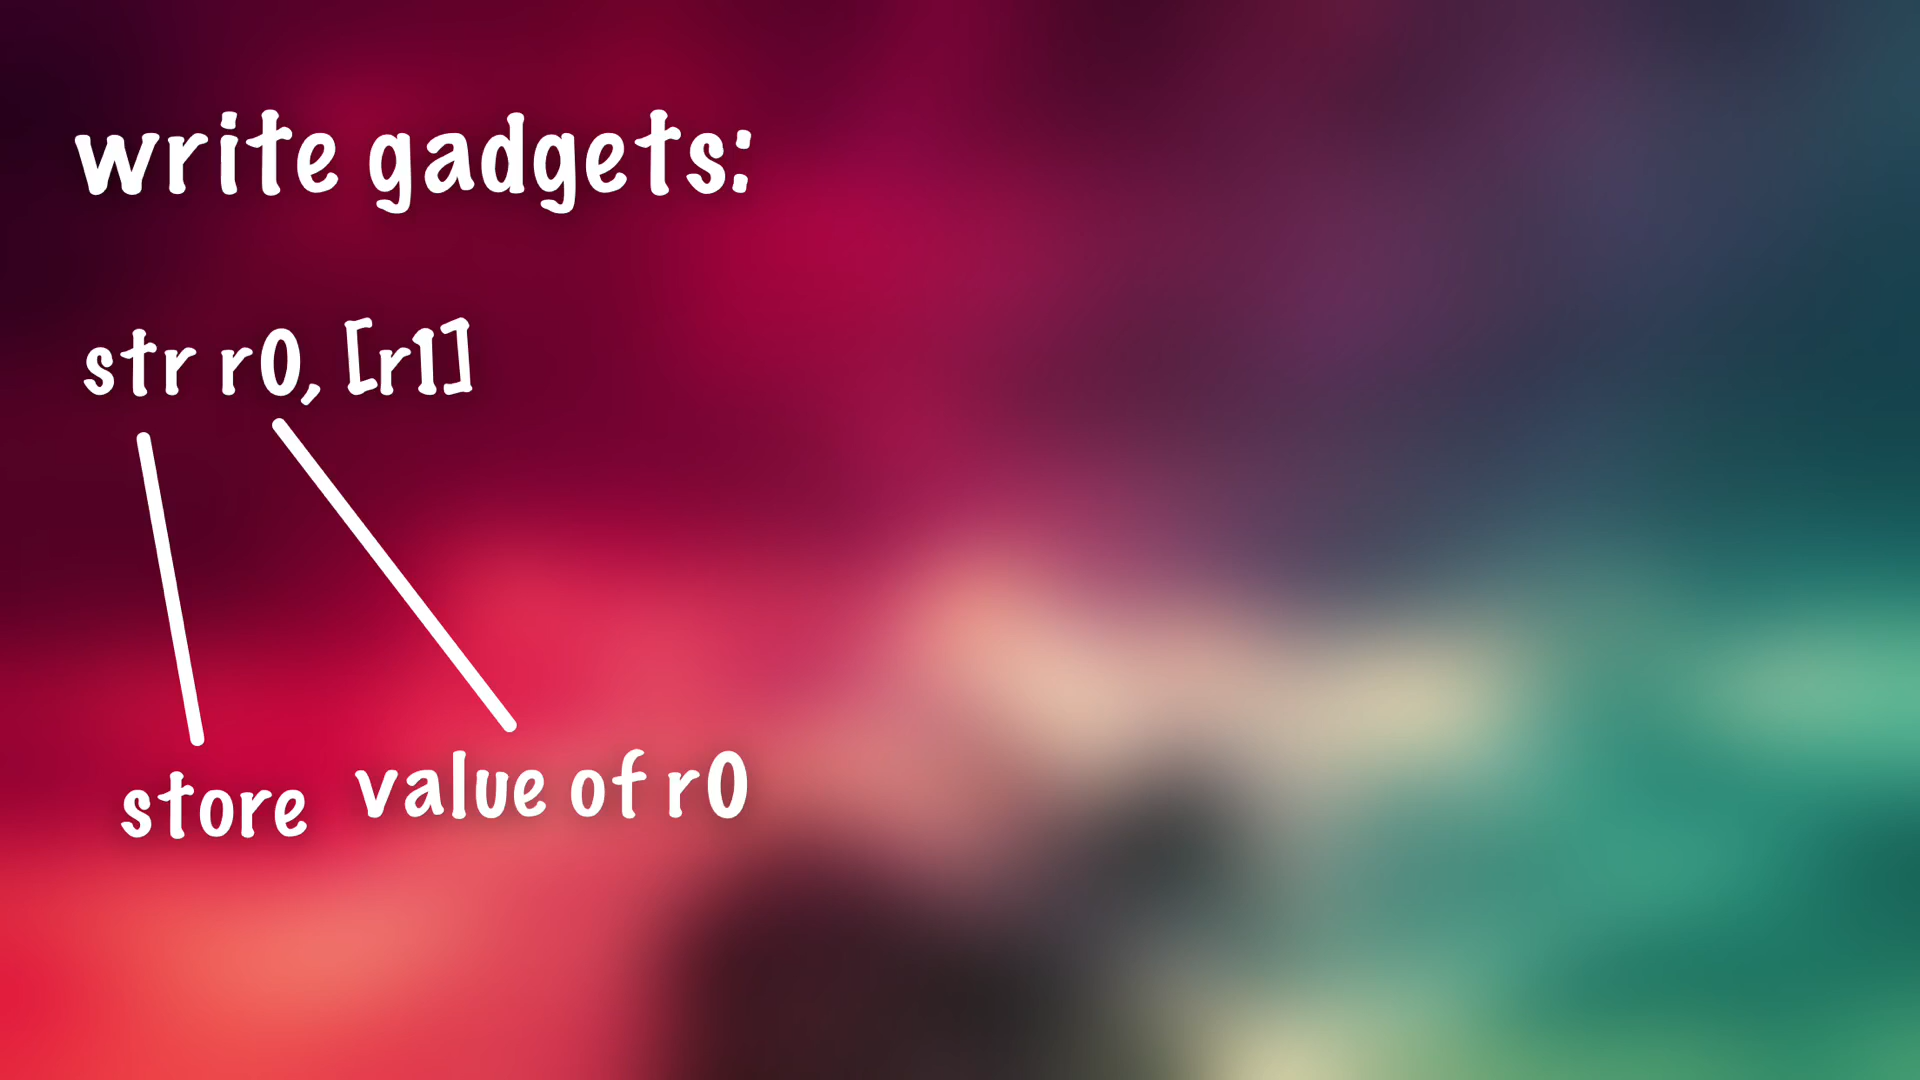 write gadgets:
str r0, [r1]
store
value of r0